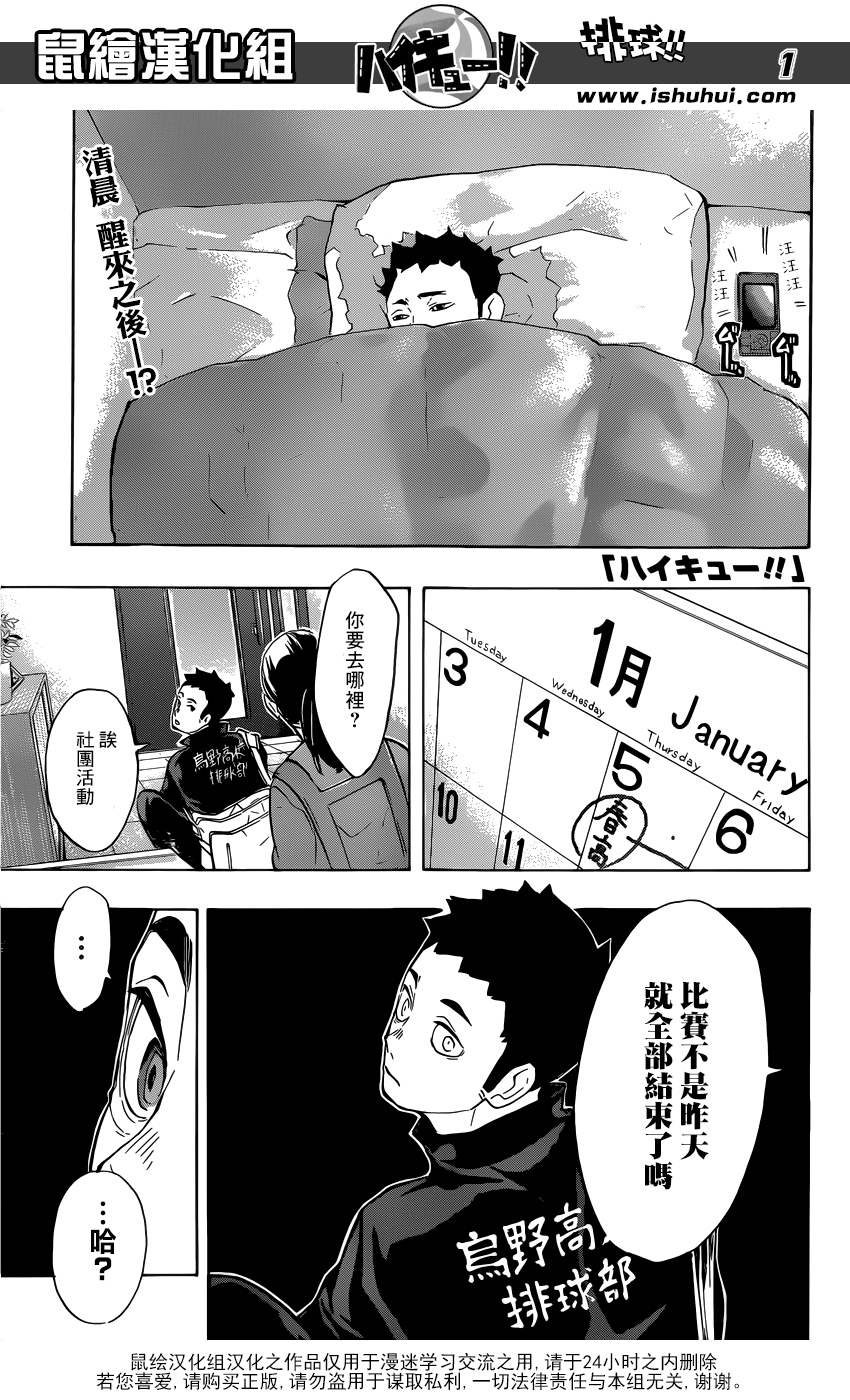 鼠繪漢化組
ハイキュー!!
排球!!
1
www.ishuhui.com
清晨 醒來之後—!?
汪汪
汪汪汪
「ハイキュー!!」
1月 January
Tuesday
Wednesday
Thursday
Friday
3
4
5
6
春高
10
11
你要去哪裡?
誒
社團活動
烏野高校
排球部
比賽不是昨天
就全部結束了嗎
烏野高
排球部
…
…哈?
鼠绘汉化组汉化之作品仅用于漫迷学习交流之用, 请于24小时之内删除
若您喜爱, 请购买正版, 请勿盗用于谋取私利, 一切法律责任与本组无关, 谢谢。